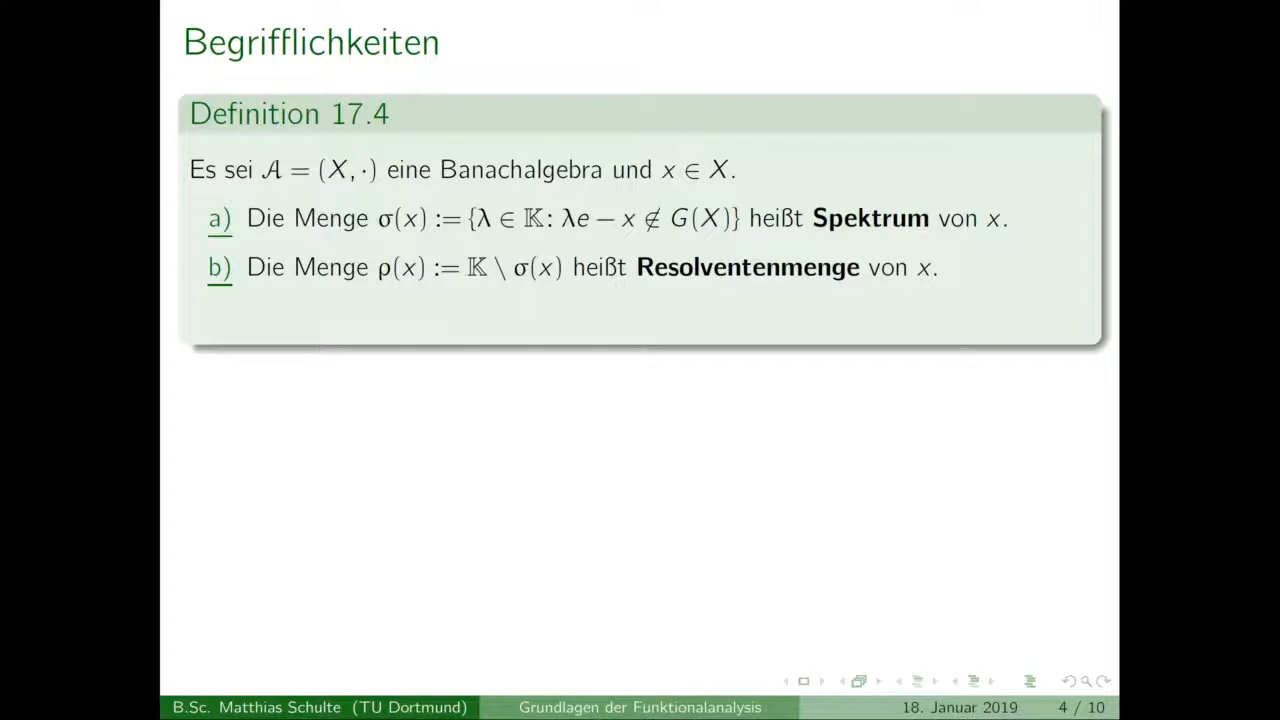 Begrifflichkeiten
Definition 17.4
Es sei 𝒜 = (X, ·) eine Banachalgebra und x ∈ X.
a) Die Menge σ(x) := {λ ∈ 𝕂: λe − x ∉ G(X)} heißt Spektrum von x.
b) Die Menge ρ(x) := 𝕂 \ σ(x) heißt Resolventenmenge von x.
B.Sc. Matthias Schulte (TU Dortmund) Grundlagen der Funktionalanalysis 18. Januar 2019 4 / 10